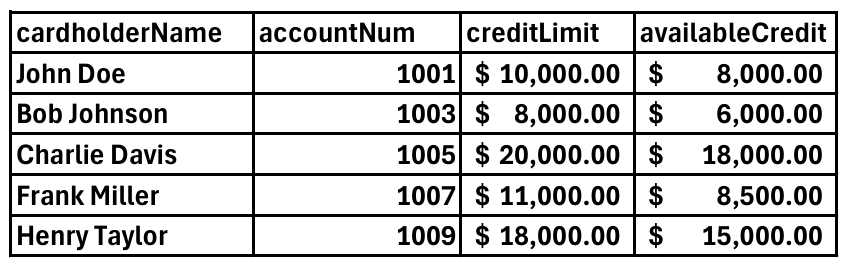 cardholderName accountNum creditLimit availableCredit
John Doe 1001 $ 10,000.00 $ 8,000.00
Bob Johnson 1003 $ 8,000.00 $ 6,000.00
Charlie Davis 1005 $ 20,000.00 $ 18,000.00
Frank Miller 1007 $ 11,000.00 $ 8,500.00
Henry Taylor 1009 $ 18,000.00 $ 15,000.00